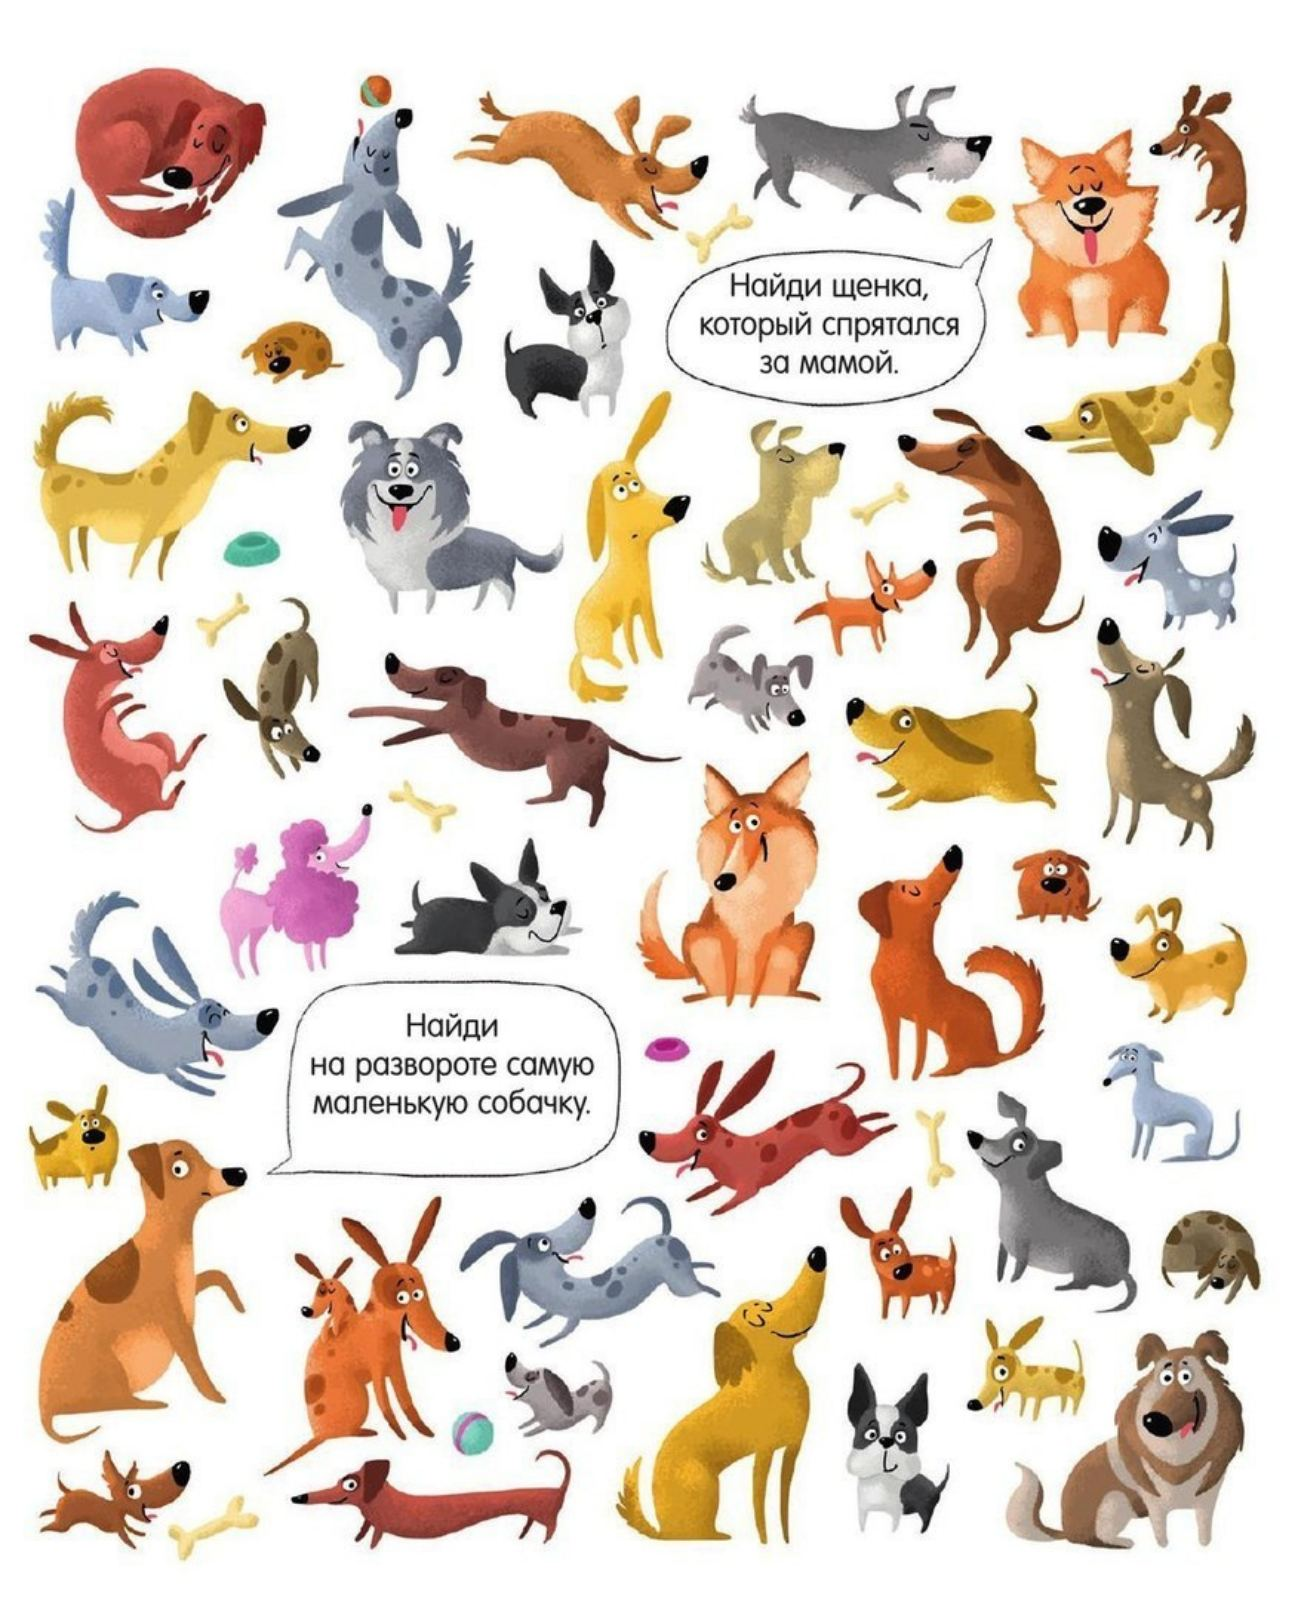 Найди щенка,
который спрятался
за мамой.
Найди
на развороте самую
маленькую собачку.